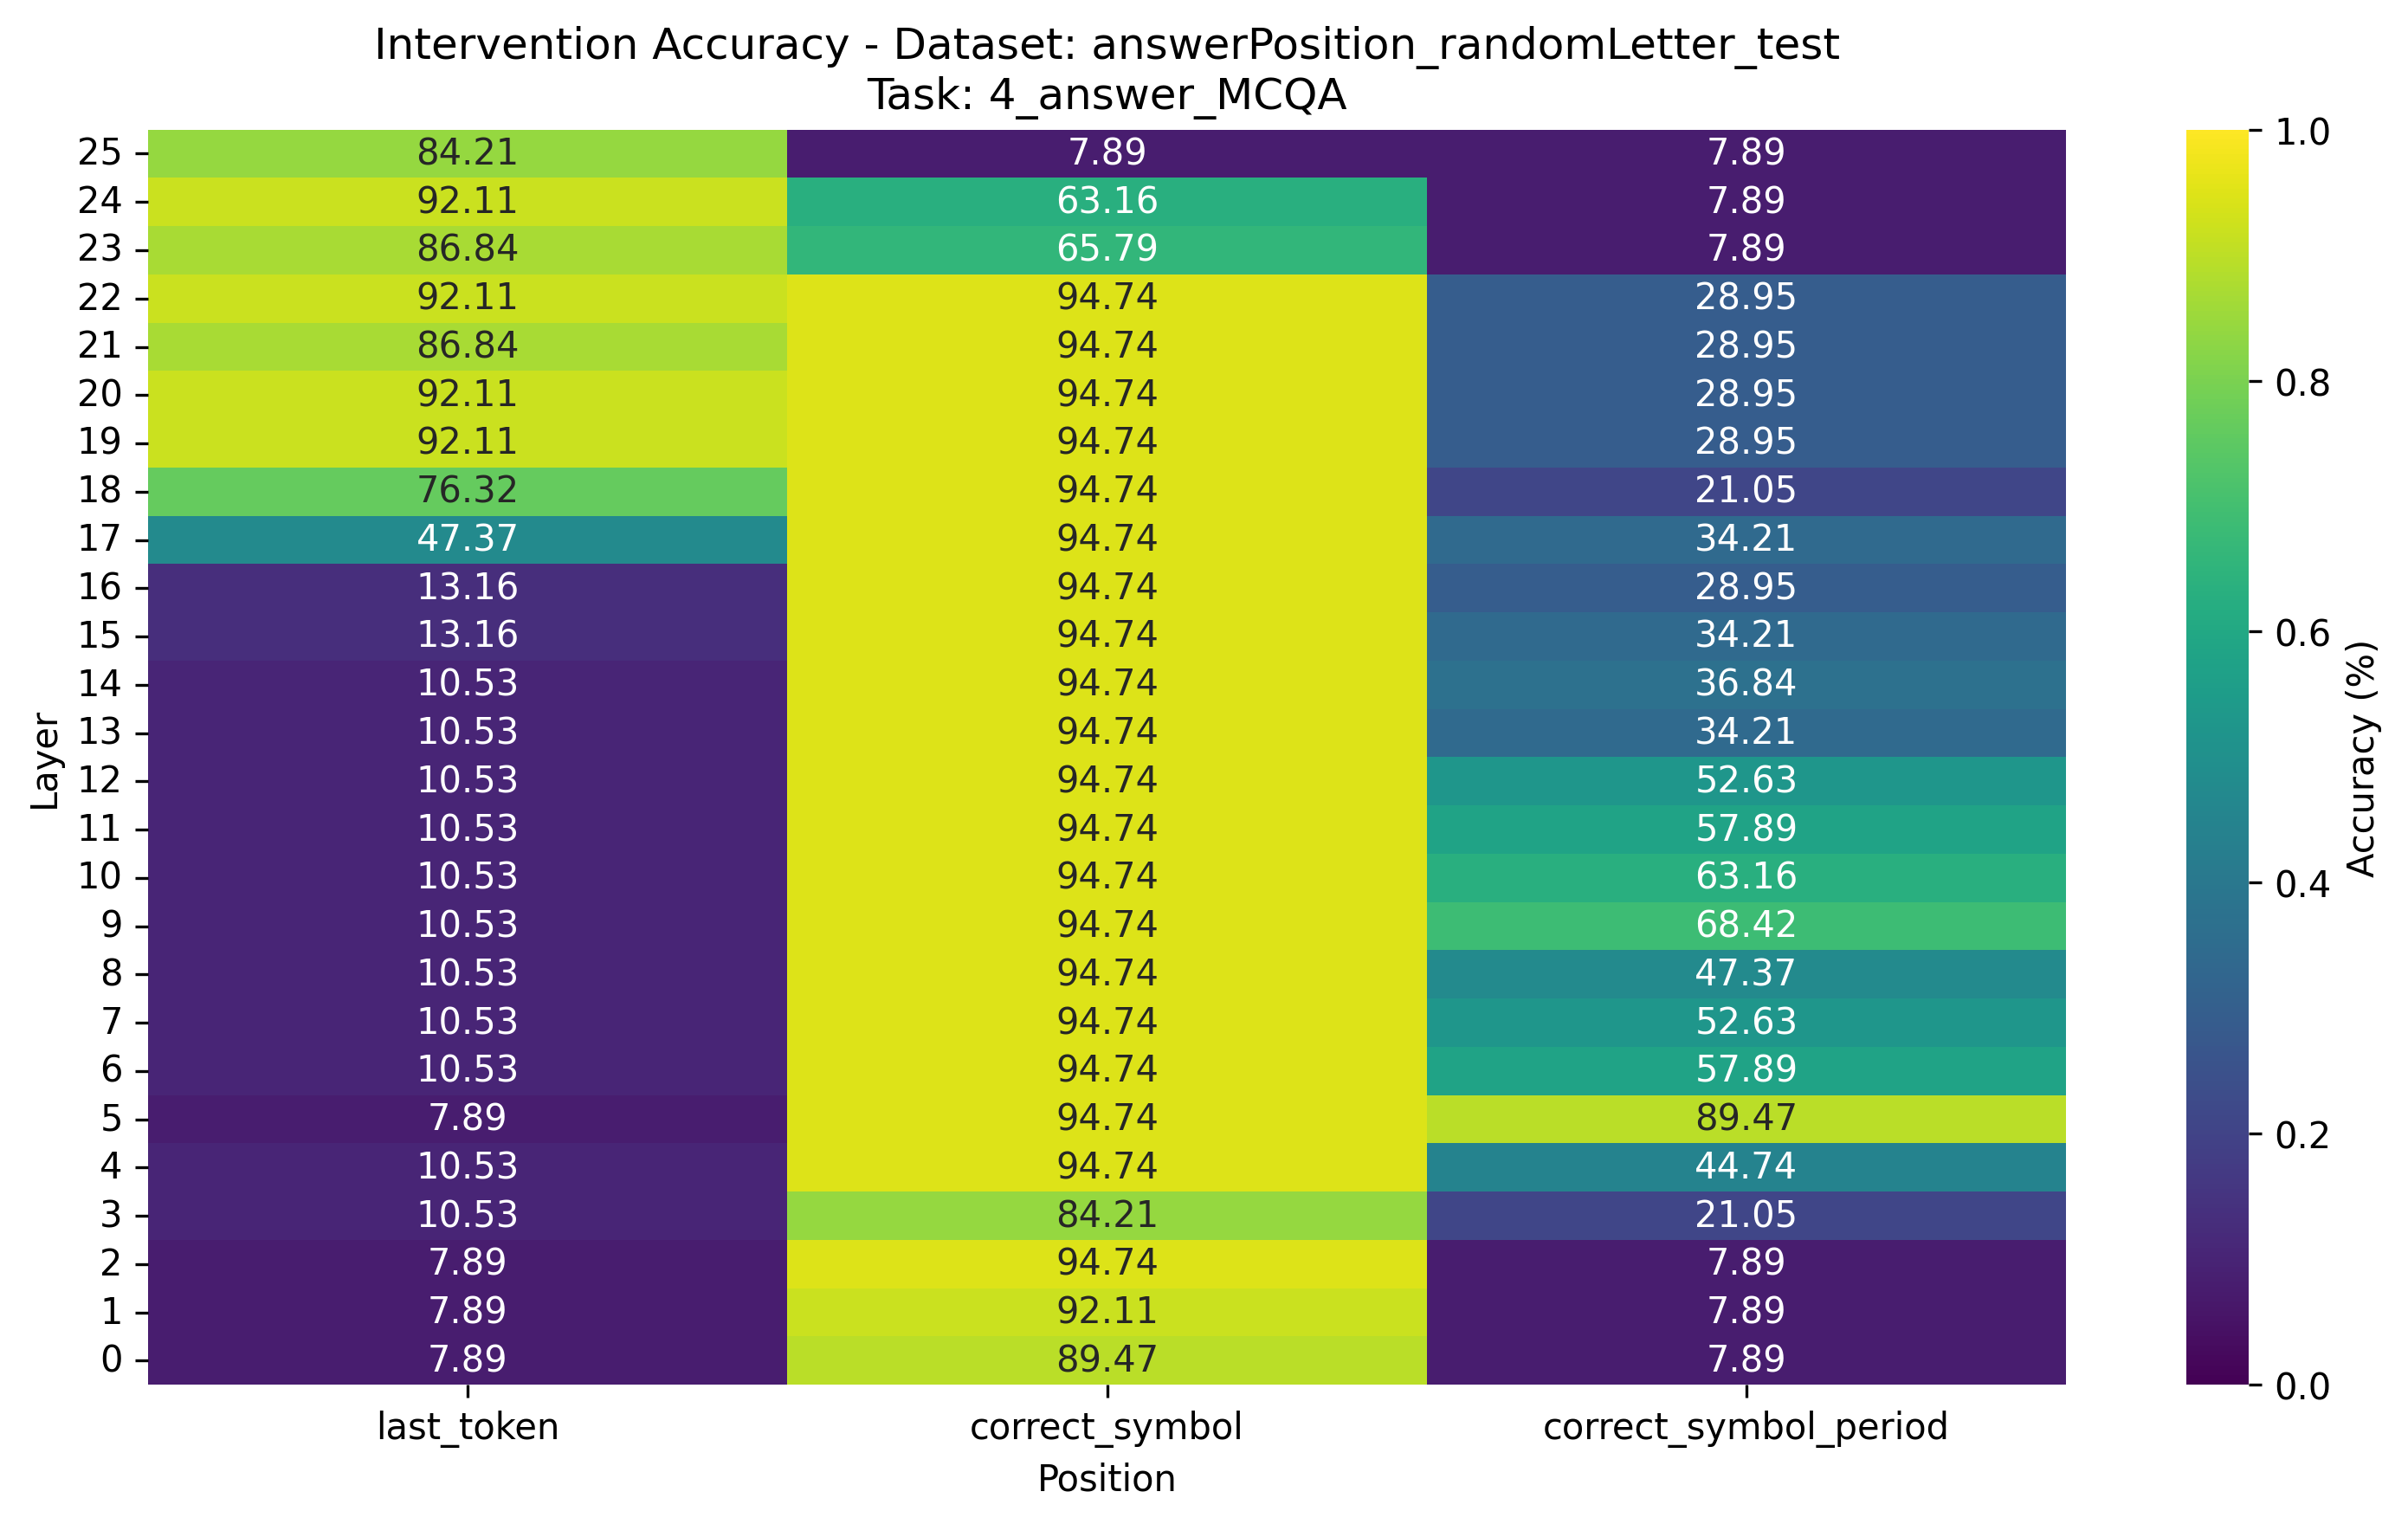 Intervention Accuracy - Dataset: answerPosition_randomLetter_test
Task: 4_answer_MCQA
25 84.21 7.89 7.89
24 92.11 63.16 7.89
23 86.84 65.79 7.89
22 92.11 94.74 28.95
21 86.84 94.74 28.95
20 92.11 94.74 28.95
19 92.11 94.74 28.95
18 76.32 94.74 21.05
17 47.37 94.74 34.21
16 13.16 94.74 28.95
15 13.16 94.74 34.21
14 10.53 94.74 36.84
13 10.53 94.74 34.21
12 10.53 94.74 52.63
11 10.53 94.74 57.89
10 10.53 94.74 63.16
9 10.53 94.74 68.42
8 10.53 94.74 47.37
7 10.53 94.74 52.63
6 10.53 94.74 57.89
5 7.89 94.74 89.47
4 10.53 94.74 44.74
3 10.53 84.21 21.05
2 7.89 94.74 7.89
1 7.89 92.11 7.89
0 7.89 89.47 7.89
last_token correct_symbol correct_symbol_period
Position
Layer
1.0
0.8
0.6
0.4
0.2
0.0
Accuracy (%)